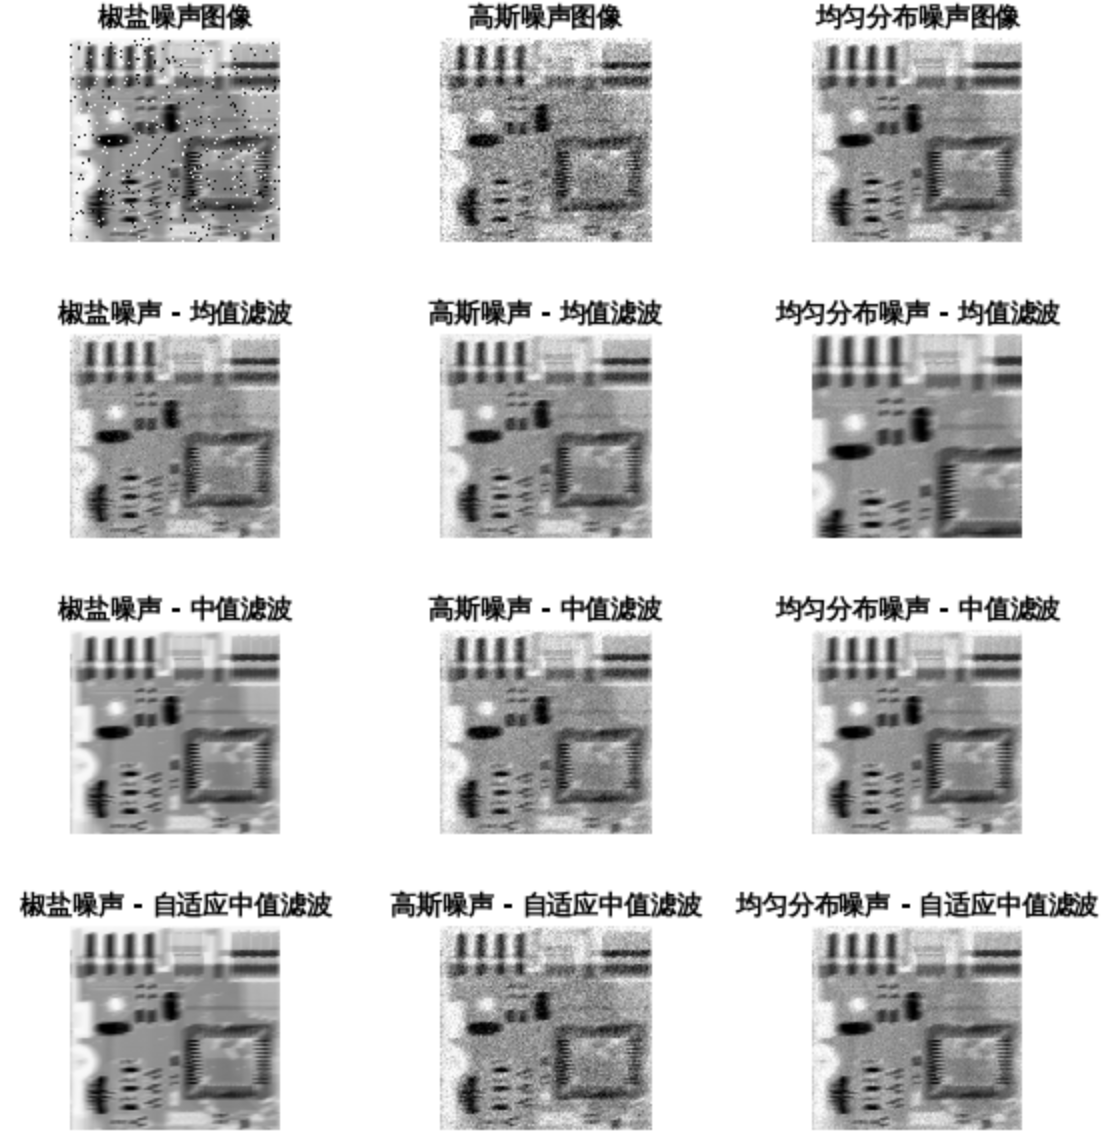 椒盐噪声图像
高斯噪声图像
均匀分布噪声图像
椒盐噪声 - 均值滤波
高斯噪声 - 均值滤波
均匀分布噪声 - 均值滤波
椒盐噪声 - 中值滤波
高斯噪声 - 中值滤波
均匀分布噪声 - 中值滤波
椒盐噪声 - 自适应中值滤波
高斯噪声 - 自适应中值滤波
均匀分布噪声 - 自适应中值滤波